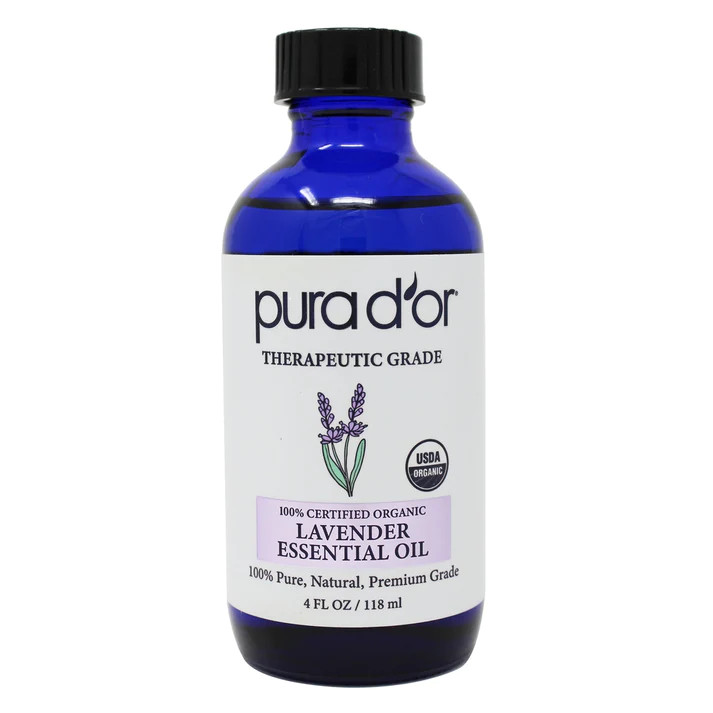 pura d'or®
THERAPEUTIC GRADE
USDA
ORGANIC
100% CERTIFIED ORGANIC
LAVENDER
ESSENTIAL OIL
100% Pure, Natural, Premium Grade
4 FL OZ / 118 ml